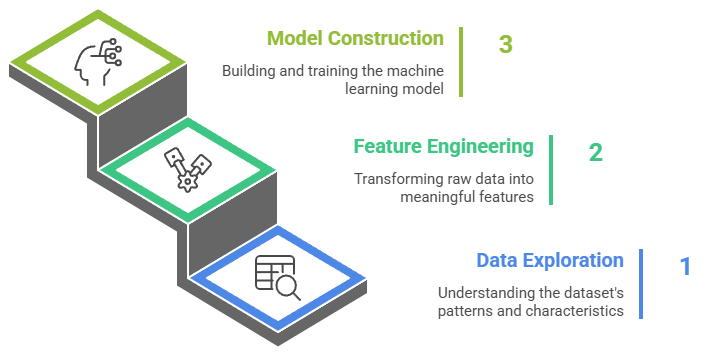 Model Construction
3
Building and training the machine
learning model
Feature Engineering
2
Transforming raw data into
meaningful features
Data Exploration
1
Understanding the dataset's
patterns and characteristics